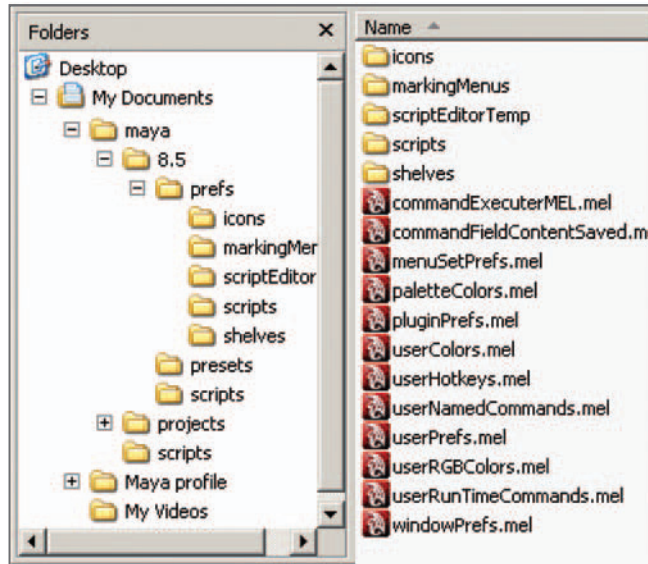 Folders
Desktop
My Documents
maya
8.5
prefs
icons
markingMer
scriptEditor
scripts
shelves
presets
scripts
projects
scripts
Maya profile
My Videos
Name
icons
markingMenus
scriptEditorTemp
scripts
shelves
commandExecuterMEL.mel
commandFieldContentSaved.m
menuSetPrefs.mel
paletteColors.mel
pluginPrefs.mel
userColors.mel
userHotkeys.mel
userNamedCommands.mel
userPrefs.mel
userRGBColors.mel
userRunTimeCommands.mel
windowPrefs.mel